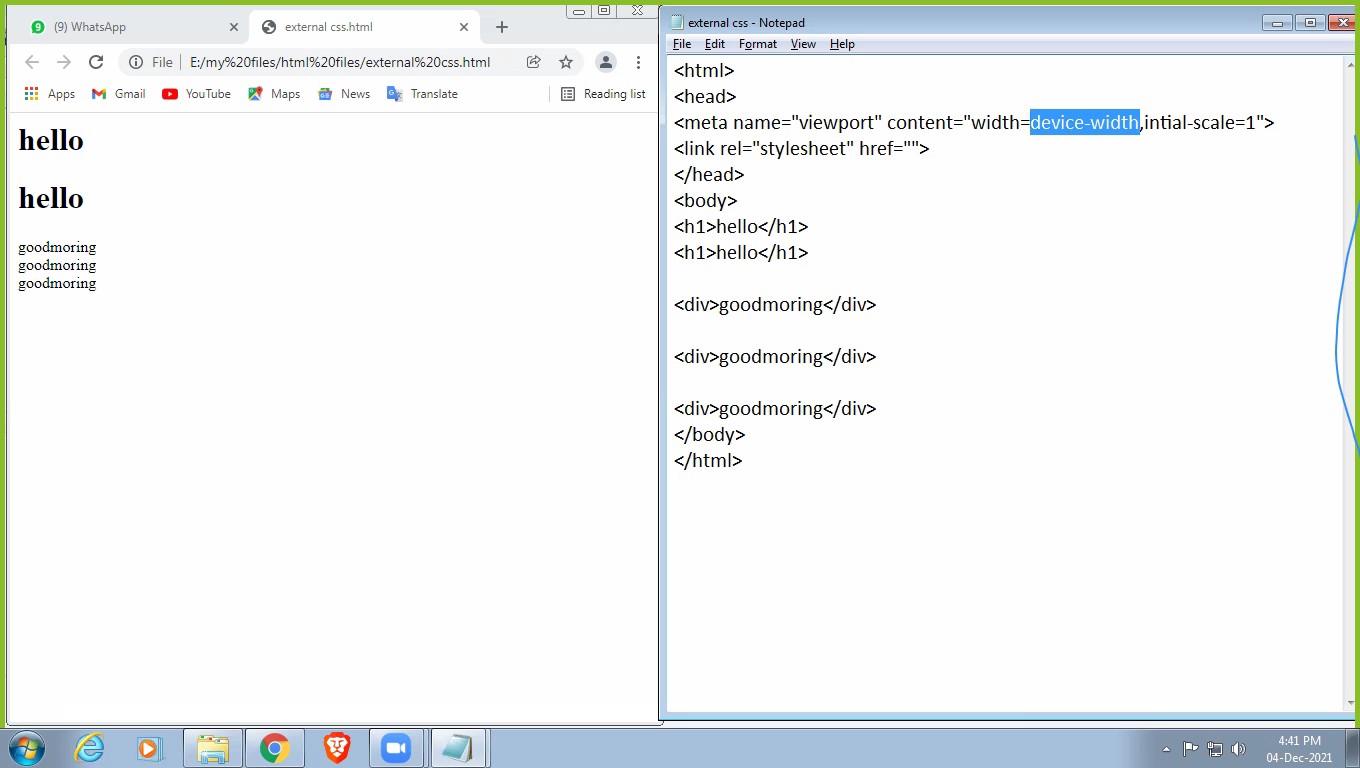 9 (9) WhatsApp
external css.html
File E:/my%20files/html%20files/external%20css.html
Apps Gmail YouTube Maps News Translate Reading list
hello
hello
goodmoring
goodmoring
goodmoring
external css - Notepad
File Edit Format View Help
<html>
<head>
<meta name="viewport" content="width=device-width,intial-scale=1">
<link rel="stylesheet" href="">
</head>
<body>
<h1>hello</h1>
<h1>hello</h1>
<div>goodmoring</div>
<div>goodmoring</div>
<div>goodmoring</div>
</body>
</html>
4:41 PM
04-Dec-2021